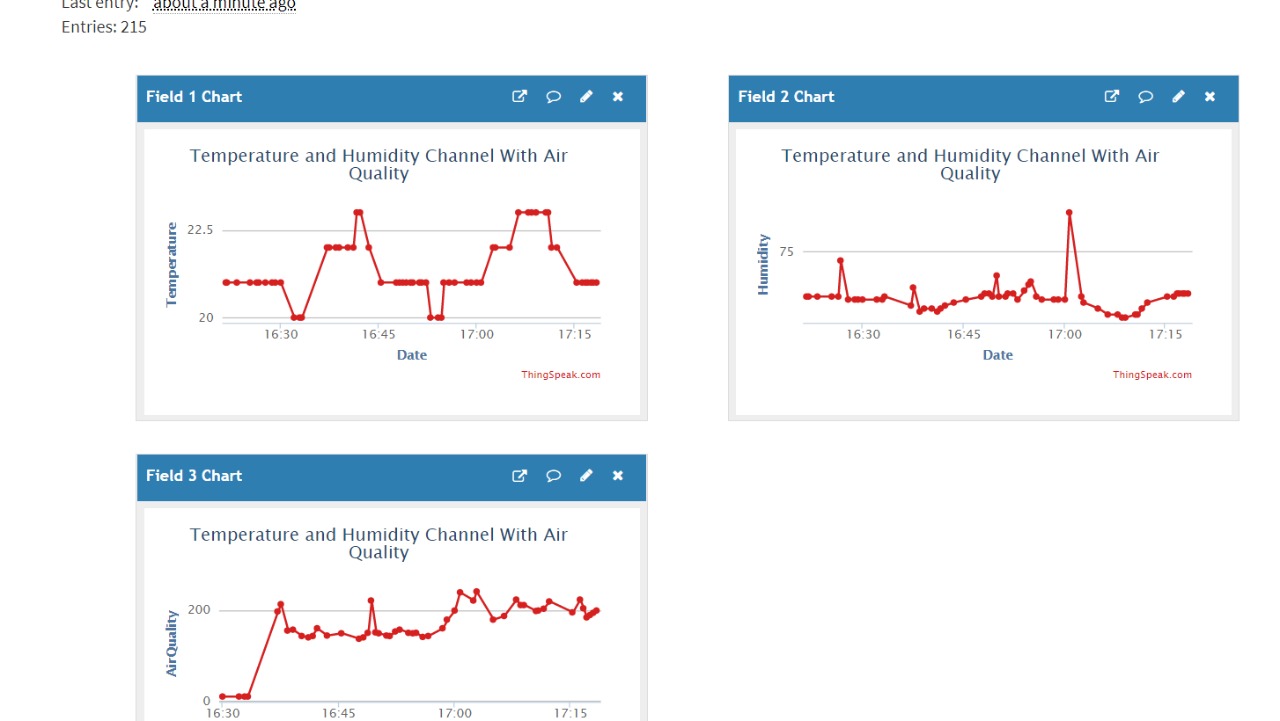 Last entry: about a minute ago
Entries: 215
Field 1 Chart
Temperature and Humidity Channel With Air
Quality
Temperature
22.5
20
16:30 16:45 17:00 17:15
Date
ThingSpeak.com
Field 2 Chart
Temperature and Humidity Channel With Air
Quality
Humidity
75
16:30 16:45 17:00 17:15
Date
ThingSpeak.com
Field 3 Chart
Temperature and Humidity Channel With Air
Quality
AirQuality
200
0
16:30 16:45 17:00 17:15